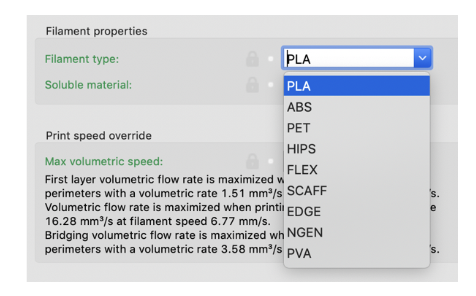 Filament properties
Filament type:
PLA
Soluble material:
PLA
ABS
PET
HIPS
FLEX
SCAFF
EDGE
NGEN
PVA
Print speed override
Max volumetric speed:
First layer volumetric flow rate is maximized
perimeters with a volumetric rate 1.51 mm³/s
s.
Volumetric flow rate is maximized when
16.28 mm³/s at filament speed 6.77 mm/s.
Bridging volumetric flow rate is maximized
perimeters with a volumetric rate 3.58 mm³/s
s.